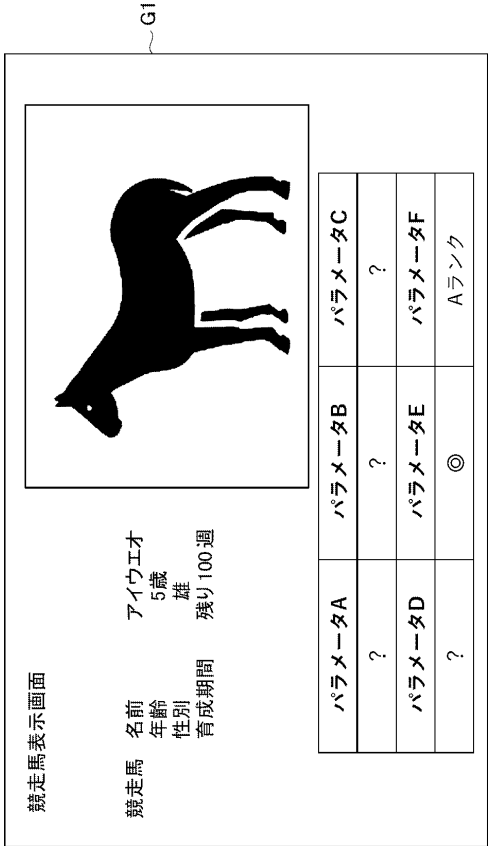 G1
競走馬表示画面
競走馬 名前 アイウエオ
年齢 5歳
性別 雄
育成期間 残り100週
パラメータA パラメータB パラメータC
? ? ?
パラメータD パラメータE パラメータF
? ◎ Aランク